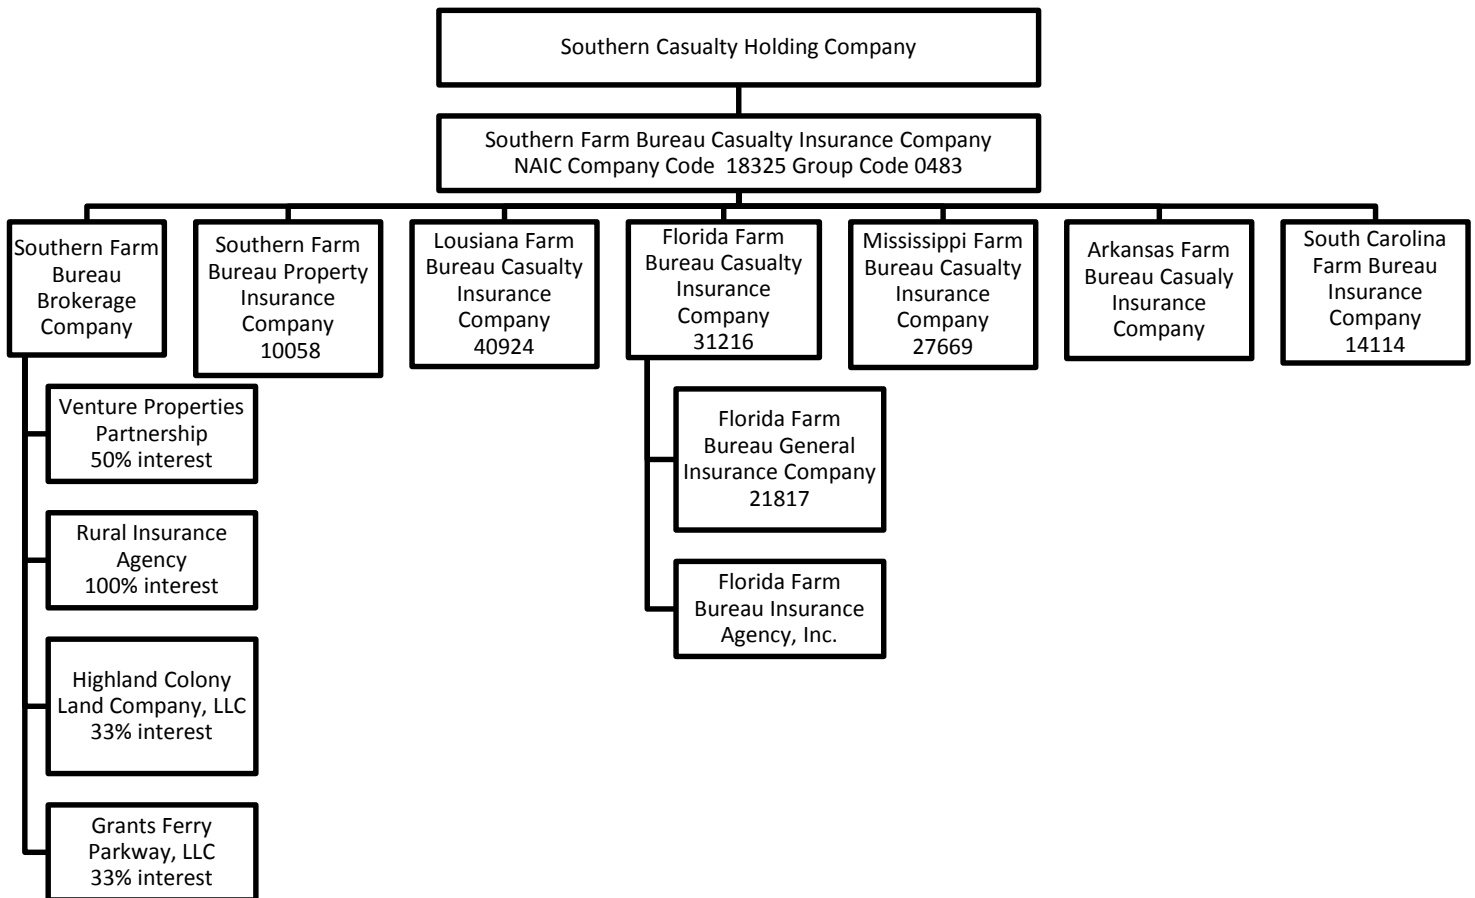 Southern Casualty Holding Company
Southern Farm Bureau Casualty Insurance Company
NAIC Company Code  18325 Group Code 0483
Southern Farm
Bureau
Brokerage
Company
Southern Farm
Bureau Property
Insurance
Company
10058
Lousiana Farm
Bureau Casualty
Insurance
Company
40924
Florida Farm
Bureau Casualty
Insurance
Company
31216
Mississippi Farm
Bureau Casualty
Insurance
Company
27669
Arkansas Farm
Bureau Casualy
Insurance
Company
South Carolina
Farm Bureau
Insurance
Company
14114
Venture Properties
Partnership
50% interest
Rural Insurance
Agency
100% interest
Highland Colony
Land Company, LLC
33% interest
Grants Ferry
Parkway, LLC
33% interest
Florida Farm
Bureau General
Insurance Company
21817
Florida Farm
Bureau Insurance
Agency, Inc.